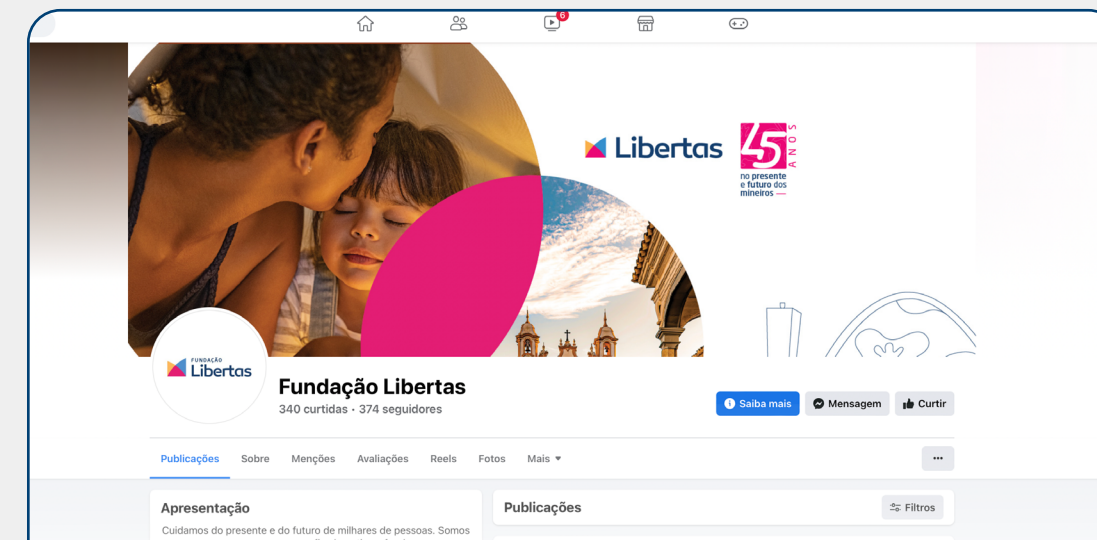 6
Libertas
45
ANOS
no presente
e futuro dos
mineiros
FUNDAÇÃO
Libertas
Fundação Libertas
340 curtidas · 374 seguidores
Saiba mais
Mensagem
Curtir
Publicações
Sobre
Menções
Avaliações
Reels
Fotos
Mais
Apresentação
Cuidamos do presente e do futuro de milhares de pessoas. Somos
Publicações
Filtros